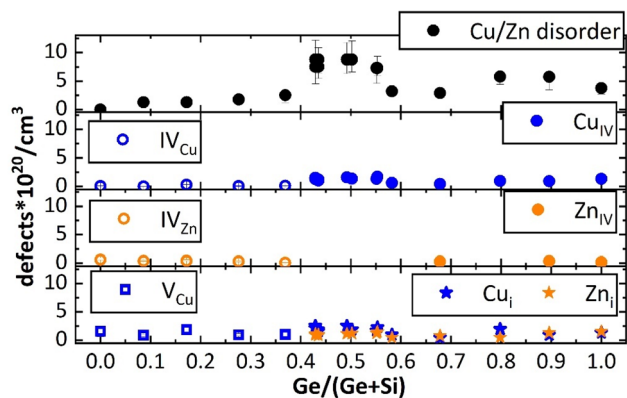 Cu/Zn disorder
10
5
0
IV_Cu
Cu_IV
10
5
0
IV_Zn
Zn_IV
10
5
0
V_Cu
Cu_i Zn_i
10
5
0
0.0 0.1 0.2 0.3 0.4 0.5 0.6 0.7 0.8 0.9 1.0
Ge/(Ge+Si)
defects*10^20/cm^3